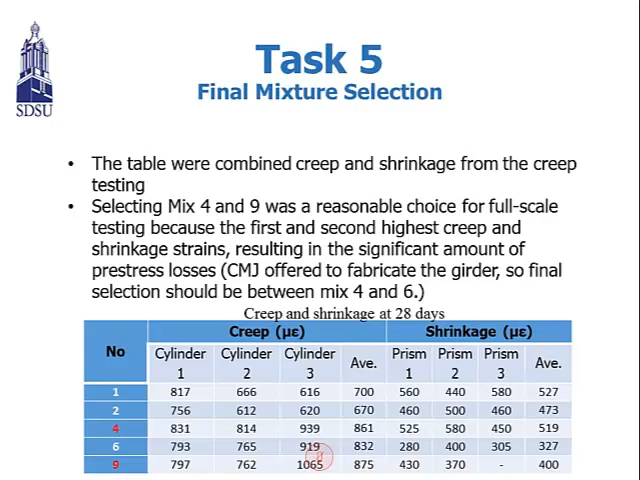 SDSU
Task 5
Final Mixture Selection
• The table were combined creep and shrinkage from the creep
testing
• Selecting Mix 4 and 9 was a reasonable choice for full-scale
testing because the first and second highest creep and
shrinkage strains, resulting in the significant amount of
prestress losses (CMJ offered to fabricate the girder, so final
selection should be between mix 4 and 6.)
Creep and shrinkage at 28 days
No Creep (με) Shrinkage (με)
Cylinder 1 Cylinder 2 Cylinder 3 Ave. Prism 1 Prism 2 Prism 3 Ave.
1 817 666 616 700 560 440 580 527
2 756 612 620 670 460 500 460 473
4 831 814 939 861 525 580 450 519
6 793 765 919 832 280 400 305 327
9 797 762 1065 875 430 370 - 400